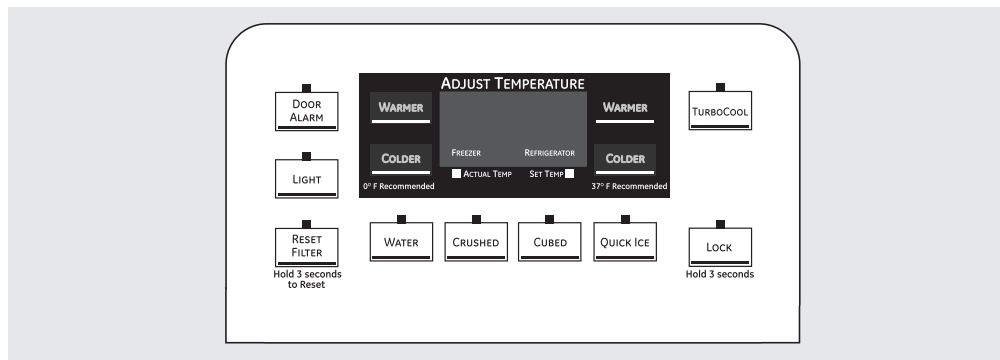 ADJUST TEMPERATURE
DOOR
ALARM
WARMER
WARMER
TURBOCOOL
COLDER
FREEZER
REFRIGERATOR
COLDER
LIGHT
ACTUAL TEMP
SET TEMP
0° F Recommended
37° F Recommended
RESET
FILTER
Hold 3 seconds
to Reset
WATER
CRUSHED
CUBED
QUICK ICE
LOCK
Hold 3 seconds